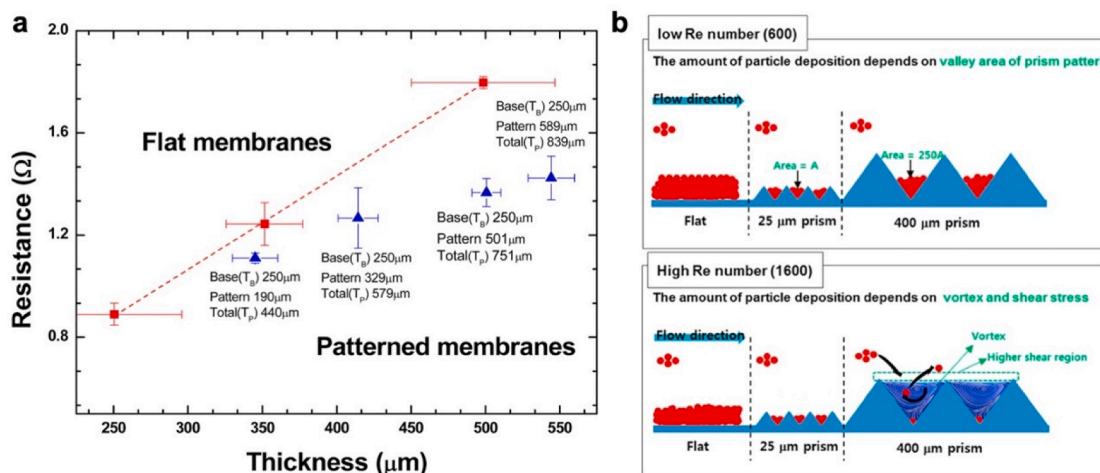 a
2.0
1.6
1.2
0.8
Resistance (Ω)
250
300
350
400
450
500
550
Thickness (μm)
Flat membranes
Patterned membranes
Base(T_B) 250μm
Pattern 589μm
Total(T_P) 839μm
Base(T_B) 250μm
Pattern 501μm
Total(T_P) 751μm
Base(T_B) 250μm
Pattern 329μm
Total(T_P) 579μm
Base(T_B) 250μm
Pattern 190μm
Total(T_P) 440μm
b
low Re number (600)
The amount of particle deposition depends on valley area of prism patter
Flow direction
Area = A
Area = 250A
Flat
25 μm prism
400 μm prism
High Re number (1600)
The amount of particle deposition depends on vortex and shear stress
Flow direction
Vortex
Higher shear region
Flat
25 μm prism
400 μm prism